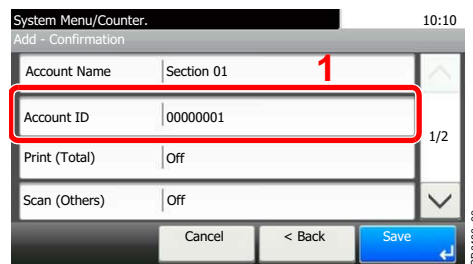 System Menu/Counter.
10:10
Add - Confirmation
Account Name
Section 01
1
Account ID
00000001
1/2
Print (Total)
Off
Scan (Others)
Off
Cancel
< Back
Save